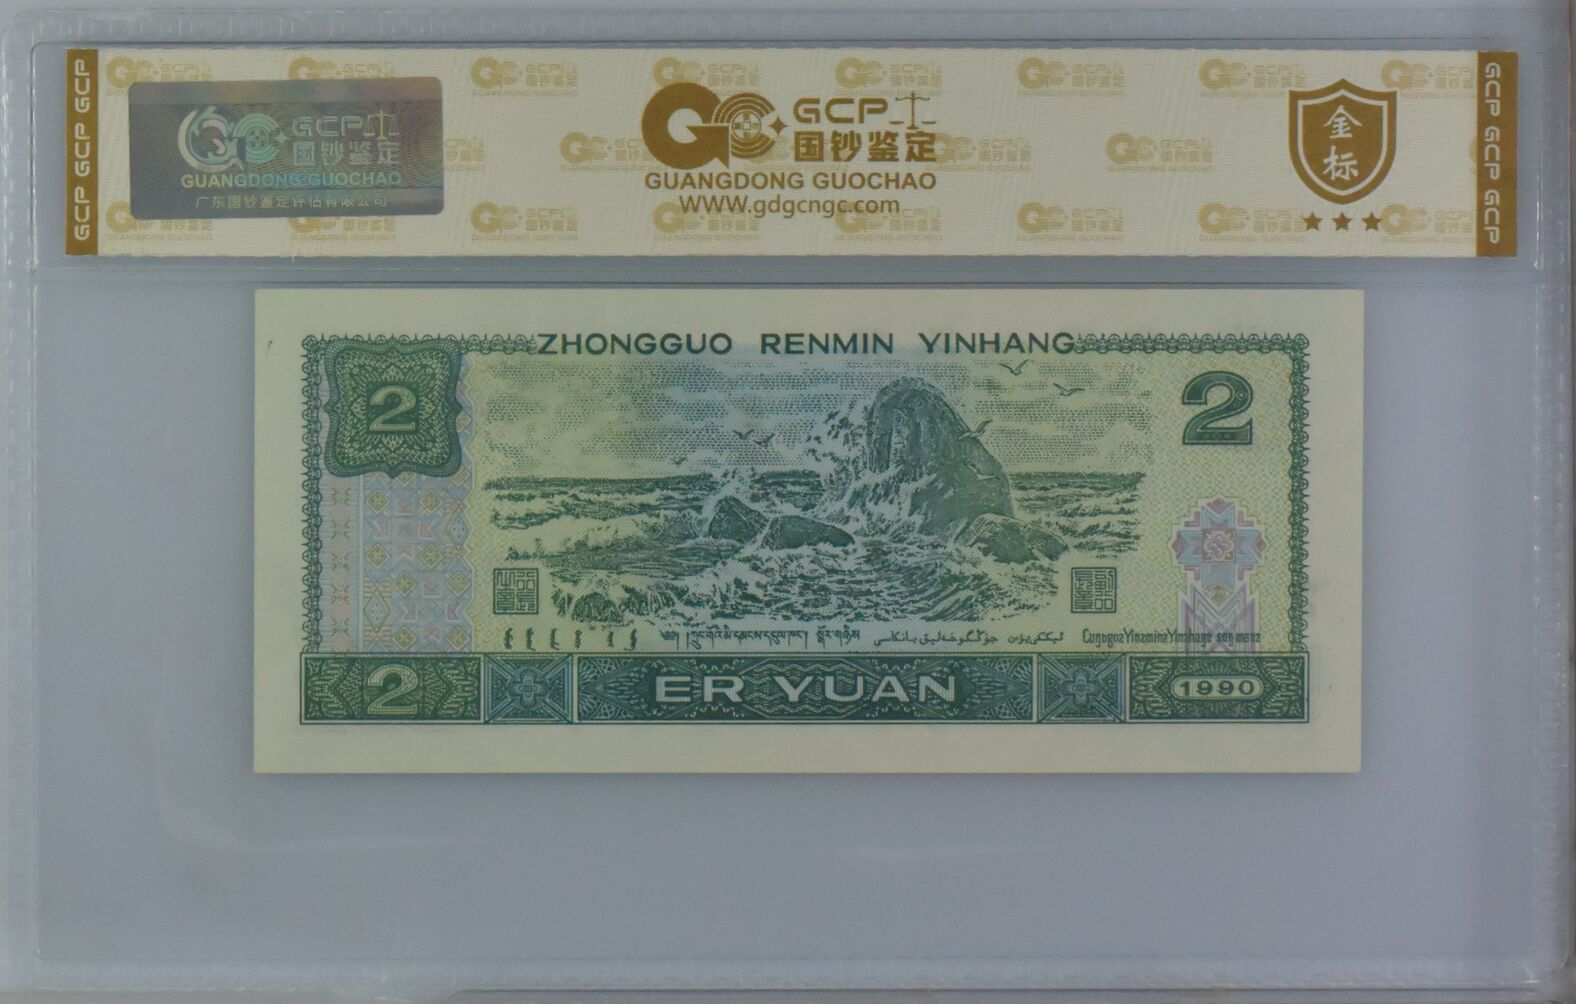 GCP GCP GCP
GCP
国钞鉴定
GUANGDONG GUOCHAO
广东国钞鉴定评估有限公司
GCP
国钞鉴定
GUANGDONG GUOCHAO
WWW.gdgcngc.com
金标
GCP GCP GCP
ZHONGGUO RENMIN YINHANG
2
2
2
ER YUAN
1990